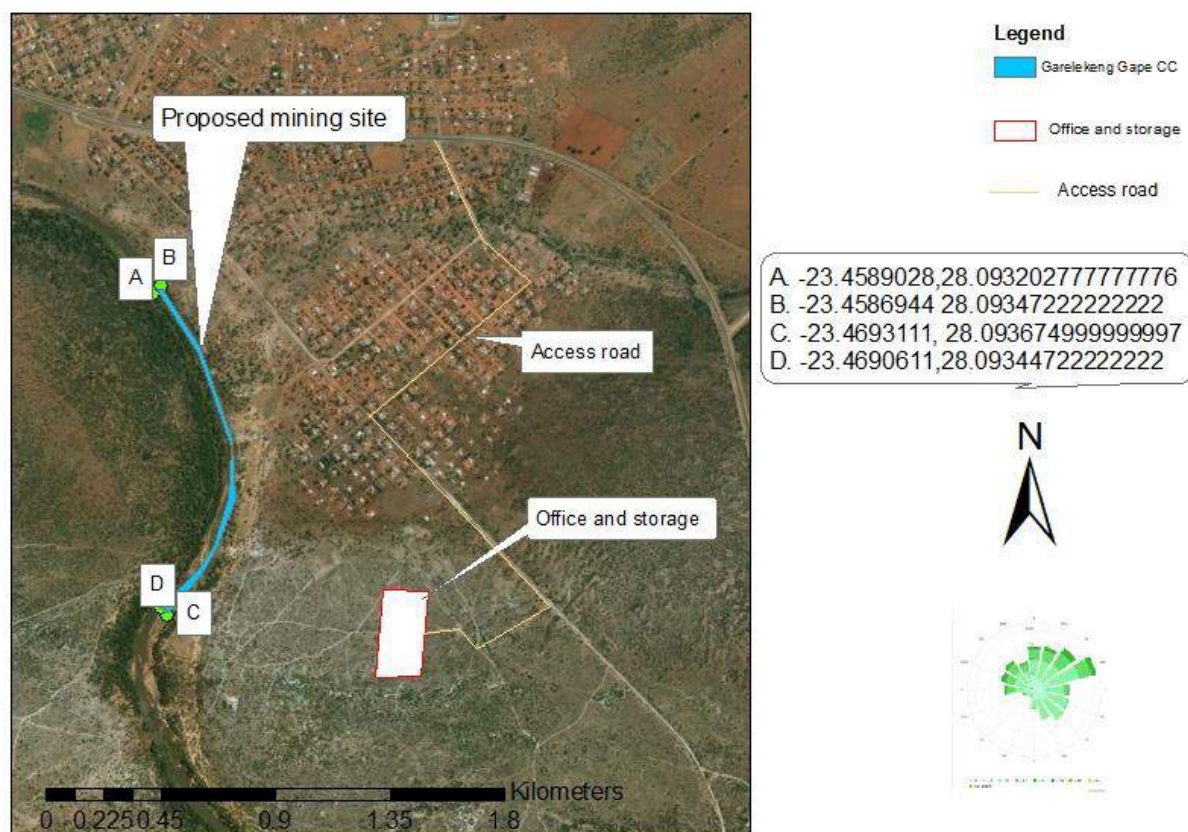 Proposed mining site
B
A
Access road
Office and storage
D
C
Kilometers
0 0.225 0.45 0.9 1.35 1.8
Legend
Garelekeng Gape CC
Office and storage
Access road
A. -23.4589028,28.093202777777776
B. -23.4586944 28.09347222222222
C. -23.4693111, 28.093674999999997
D. -23.4690611,28.09344722222222
N